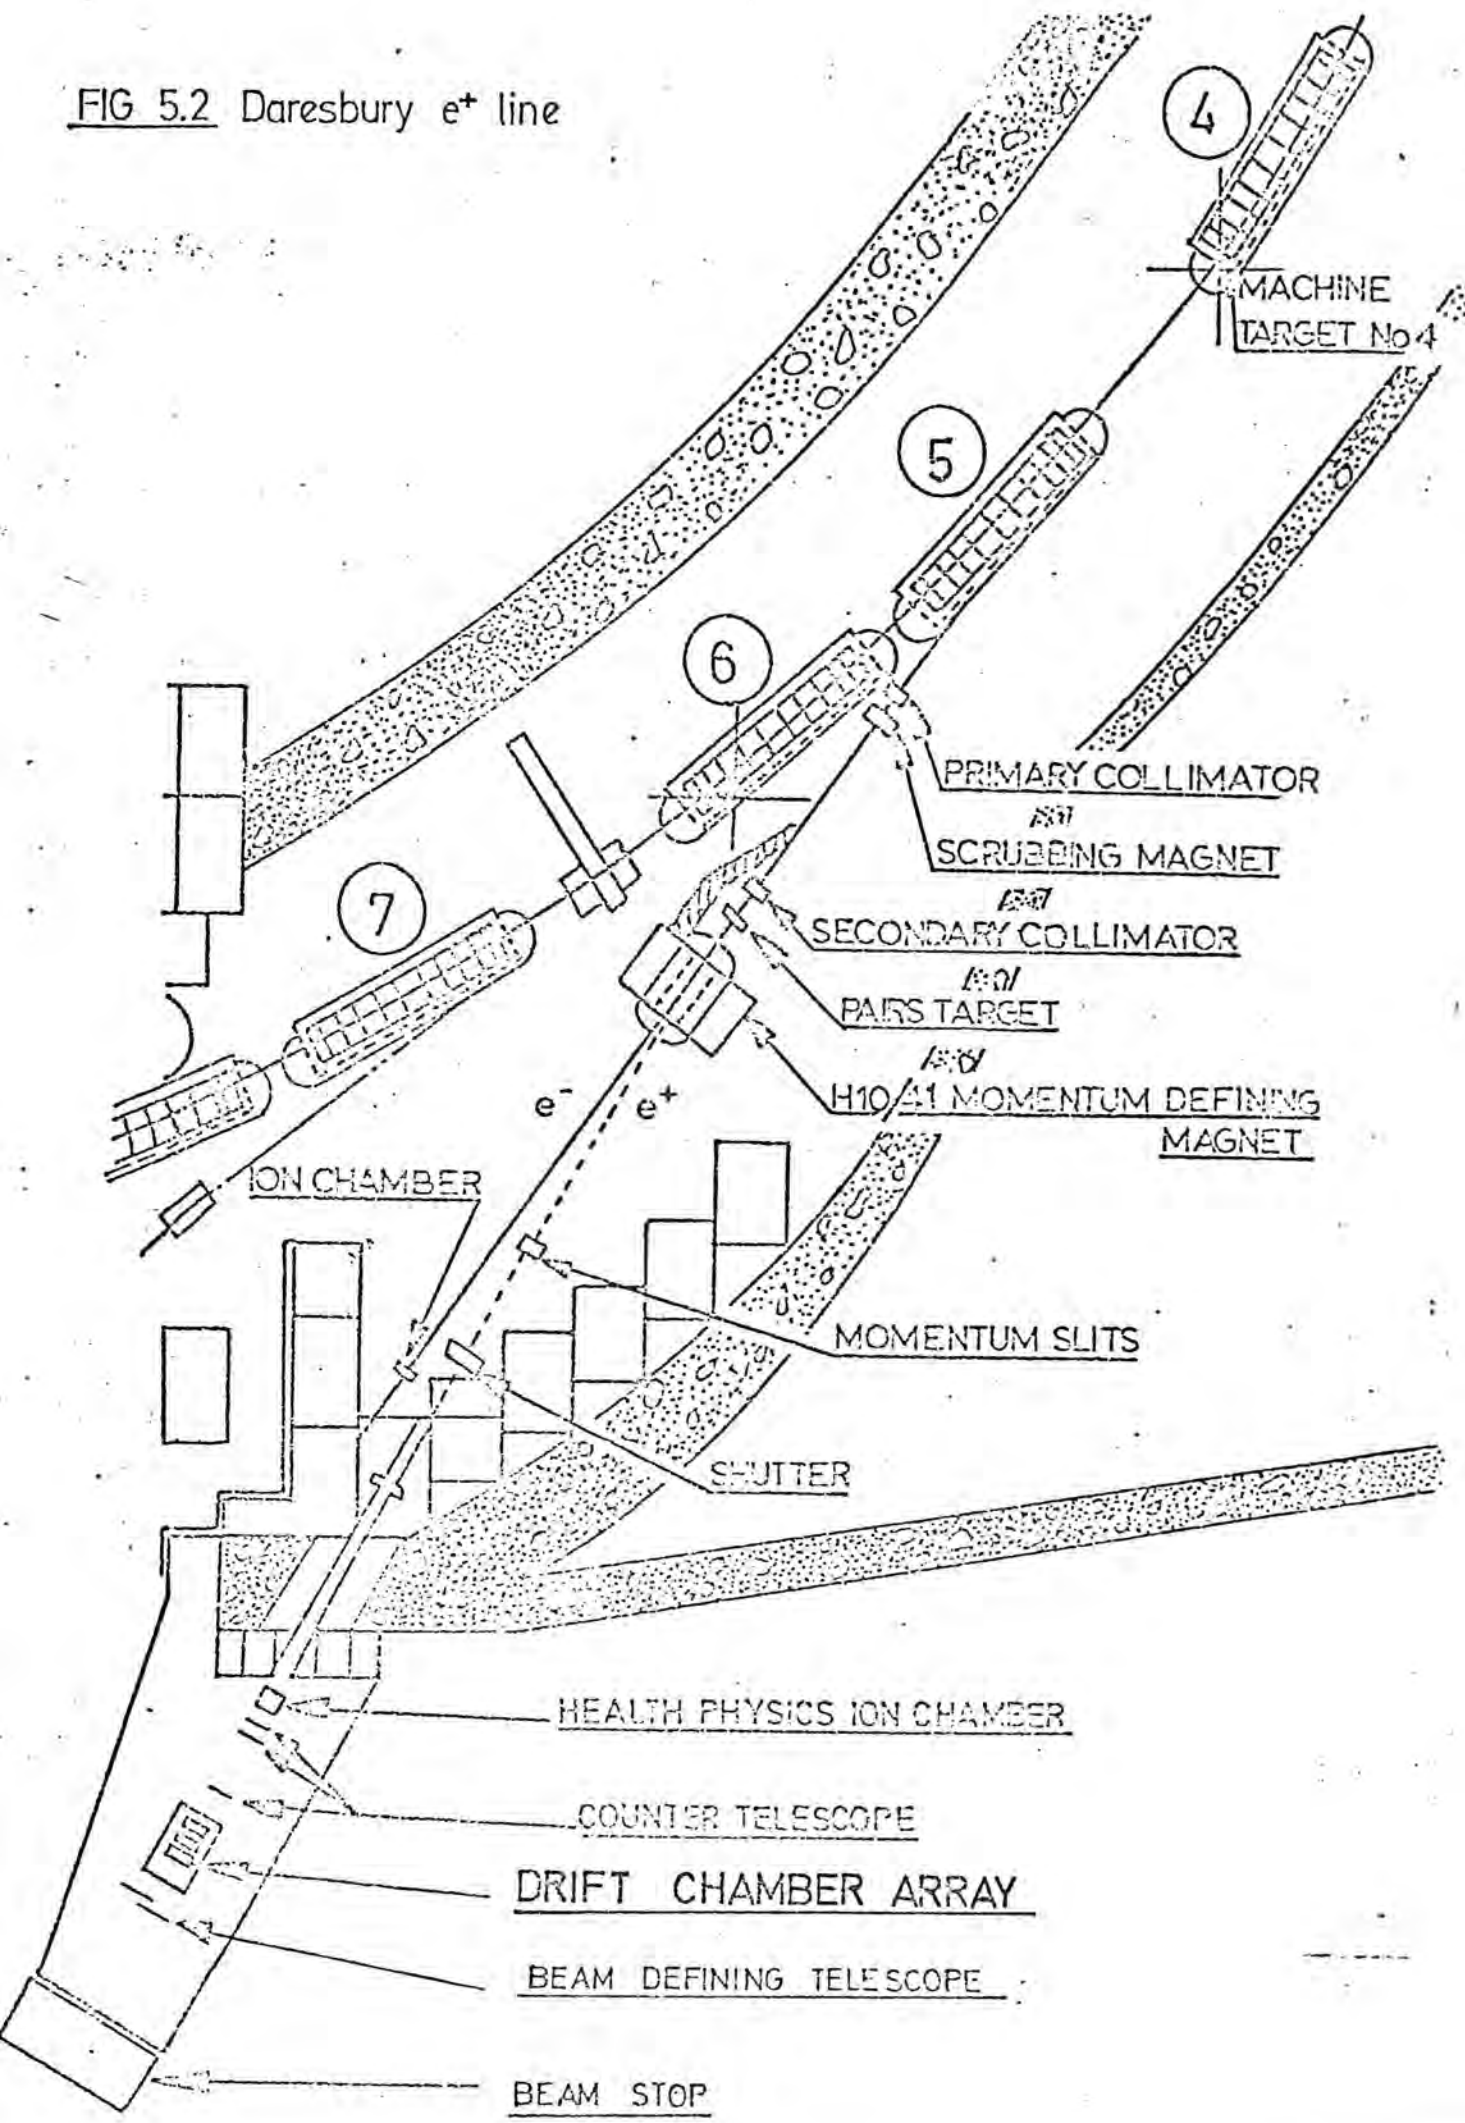 FIG 5.2 Daresbury e⁺ line
4
MACHINE
TARGET No 4
5
6
PRIMARY COLLIMATOR
SCRUBBING MAGNET
7
SECONDARY COLLIMATOR
PAIRS TARGET
e⁻
e⁺
H10/41 MOMENTUM DEFINING
MAGNET
ION CHAMBER
MOMENTUM SLITS
SHUTTER
HEALTH PHYSICS ION CHAMBER
COUNTER TELESCOPE
DRIFT CHAMBER ARRAY
BEAM DEFINING TELESCOPE
BEAM STOP